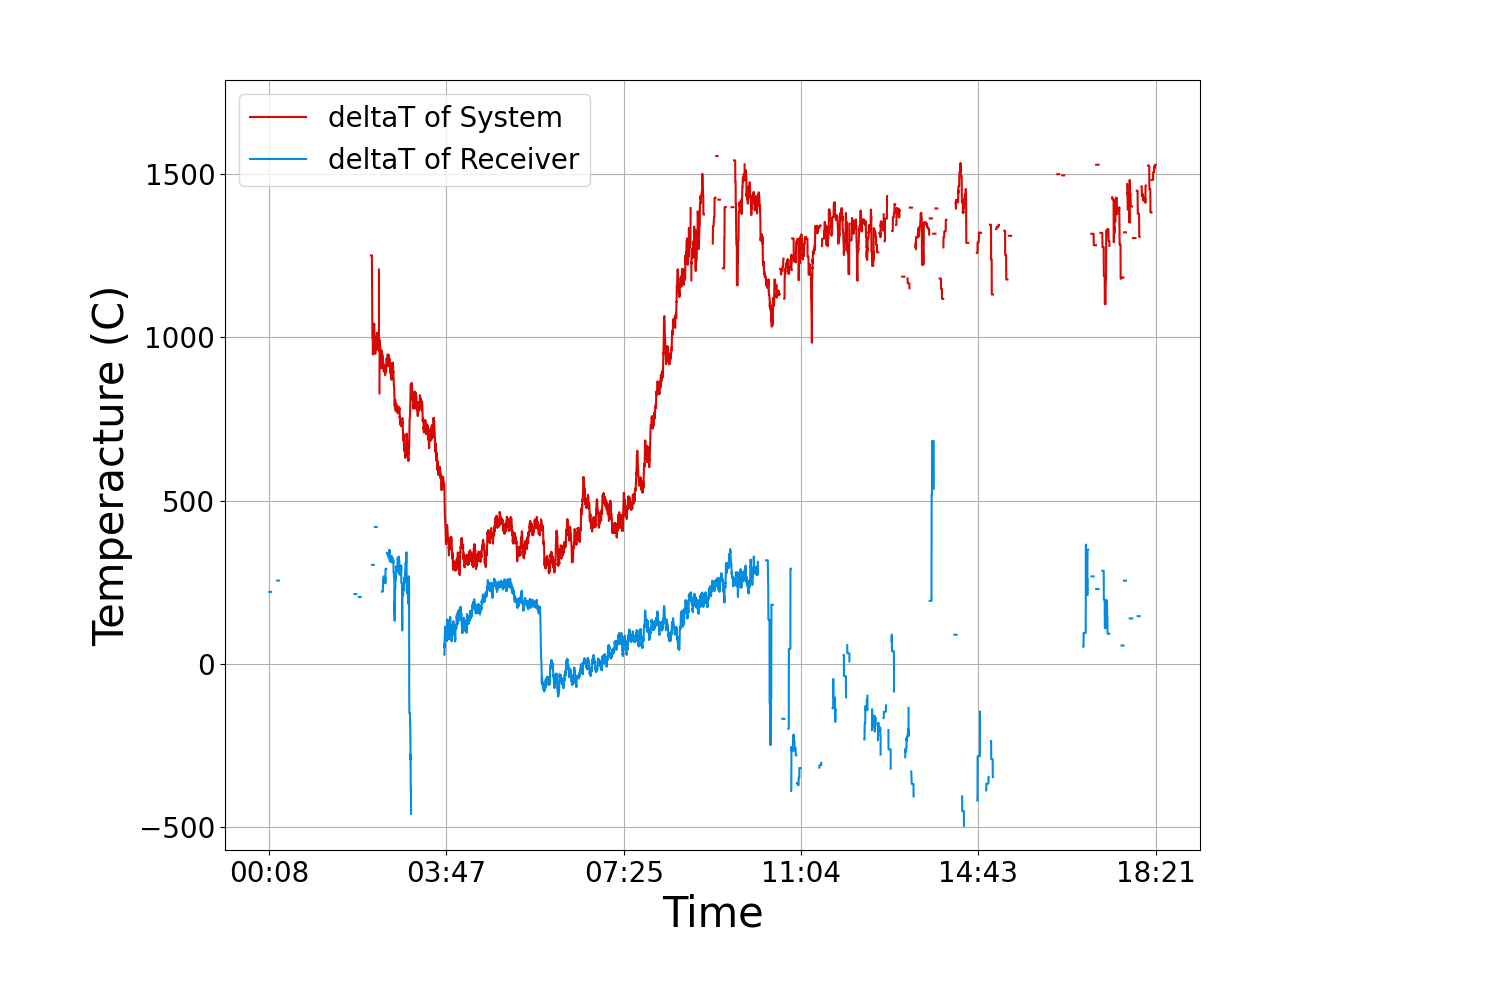 deltaT of System
deltaT of Receiver
1500
1000
500
0
−500
Temperacture (C)
00:08 03:47 07:25 11:04 14:43 18:21
Time